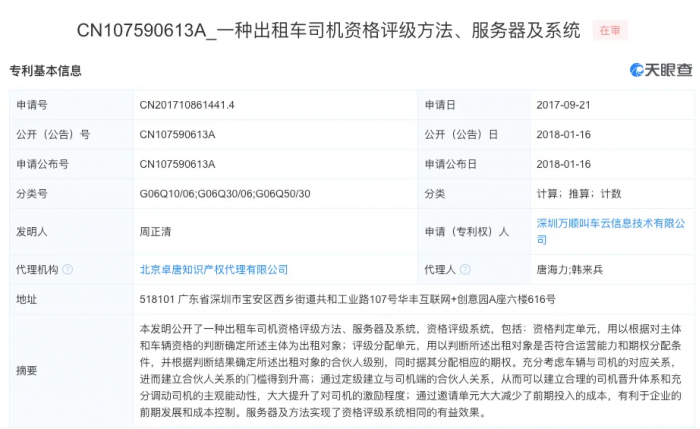 CN107590613A_一种出租车司机资格评级方法、服务器及系统 在审
专利基本信息 天眼查
申请号 CN201710861441.4 申请日 2017-09-21
公开（公告）号 CN107590613A 公开（公告）日 2018-01-16
申请公布号 CN107590613A 申请公布日 2018-01-16
分类号 G06Q10/06;G06Q30/06;G06Q50/30 分类 计算；推算；计数
发明人 周正清 申请（专利权）人 深圳万顺叫车云信息技术有限公
司
代理机构 北京卓唐知识产权代理有限公司 代理人 唐海力;韩来兵
地址 518101 广东省深圳市宝安区西乡街道共和工业路107号华丰互联网+创意园A座六楼616号
摘要 本发明公开了一种出租车司机资格评级方法、服务器及系统，资格评级系统，包括：资格判定单元，用以根据对主体
和车辆资格的判断确定所述主体为出租对象；评级分配单元，用以判断所述出租对象是否符合运营能力和期权分配条
件，并根据判断结果确定所述出租对象的合伙人级别，同时据其分配相应的期权。充分考虑车辆与司机的对应关系，
进而建立合伙人关系的门槛得到升高；通过定级建立与司机端的合伙人关系，从而可以建立合理的司机晋升体系和充
分调动司机的主观能动性，大大提升了对司机的激励程度；通过邀请单元大大减少了前期投入的成本，有利于企业的
前期发展和成本控制。服务器及方法实现了资格评级系统相同的有益效果。